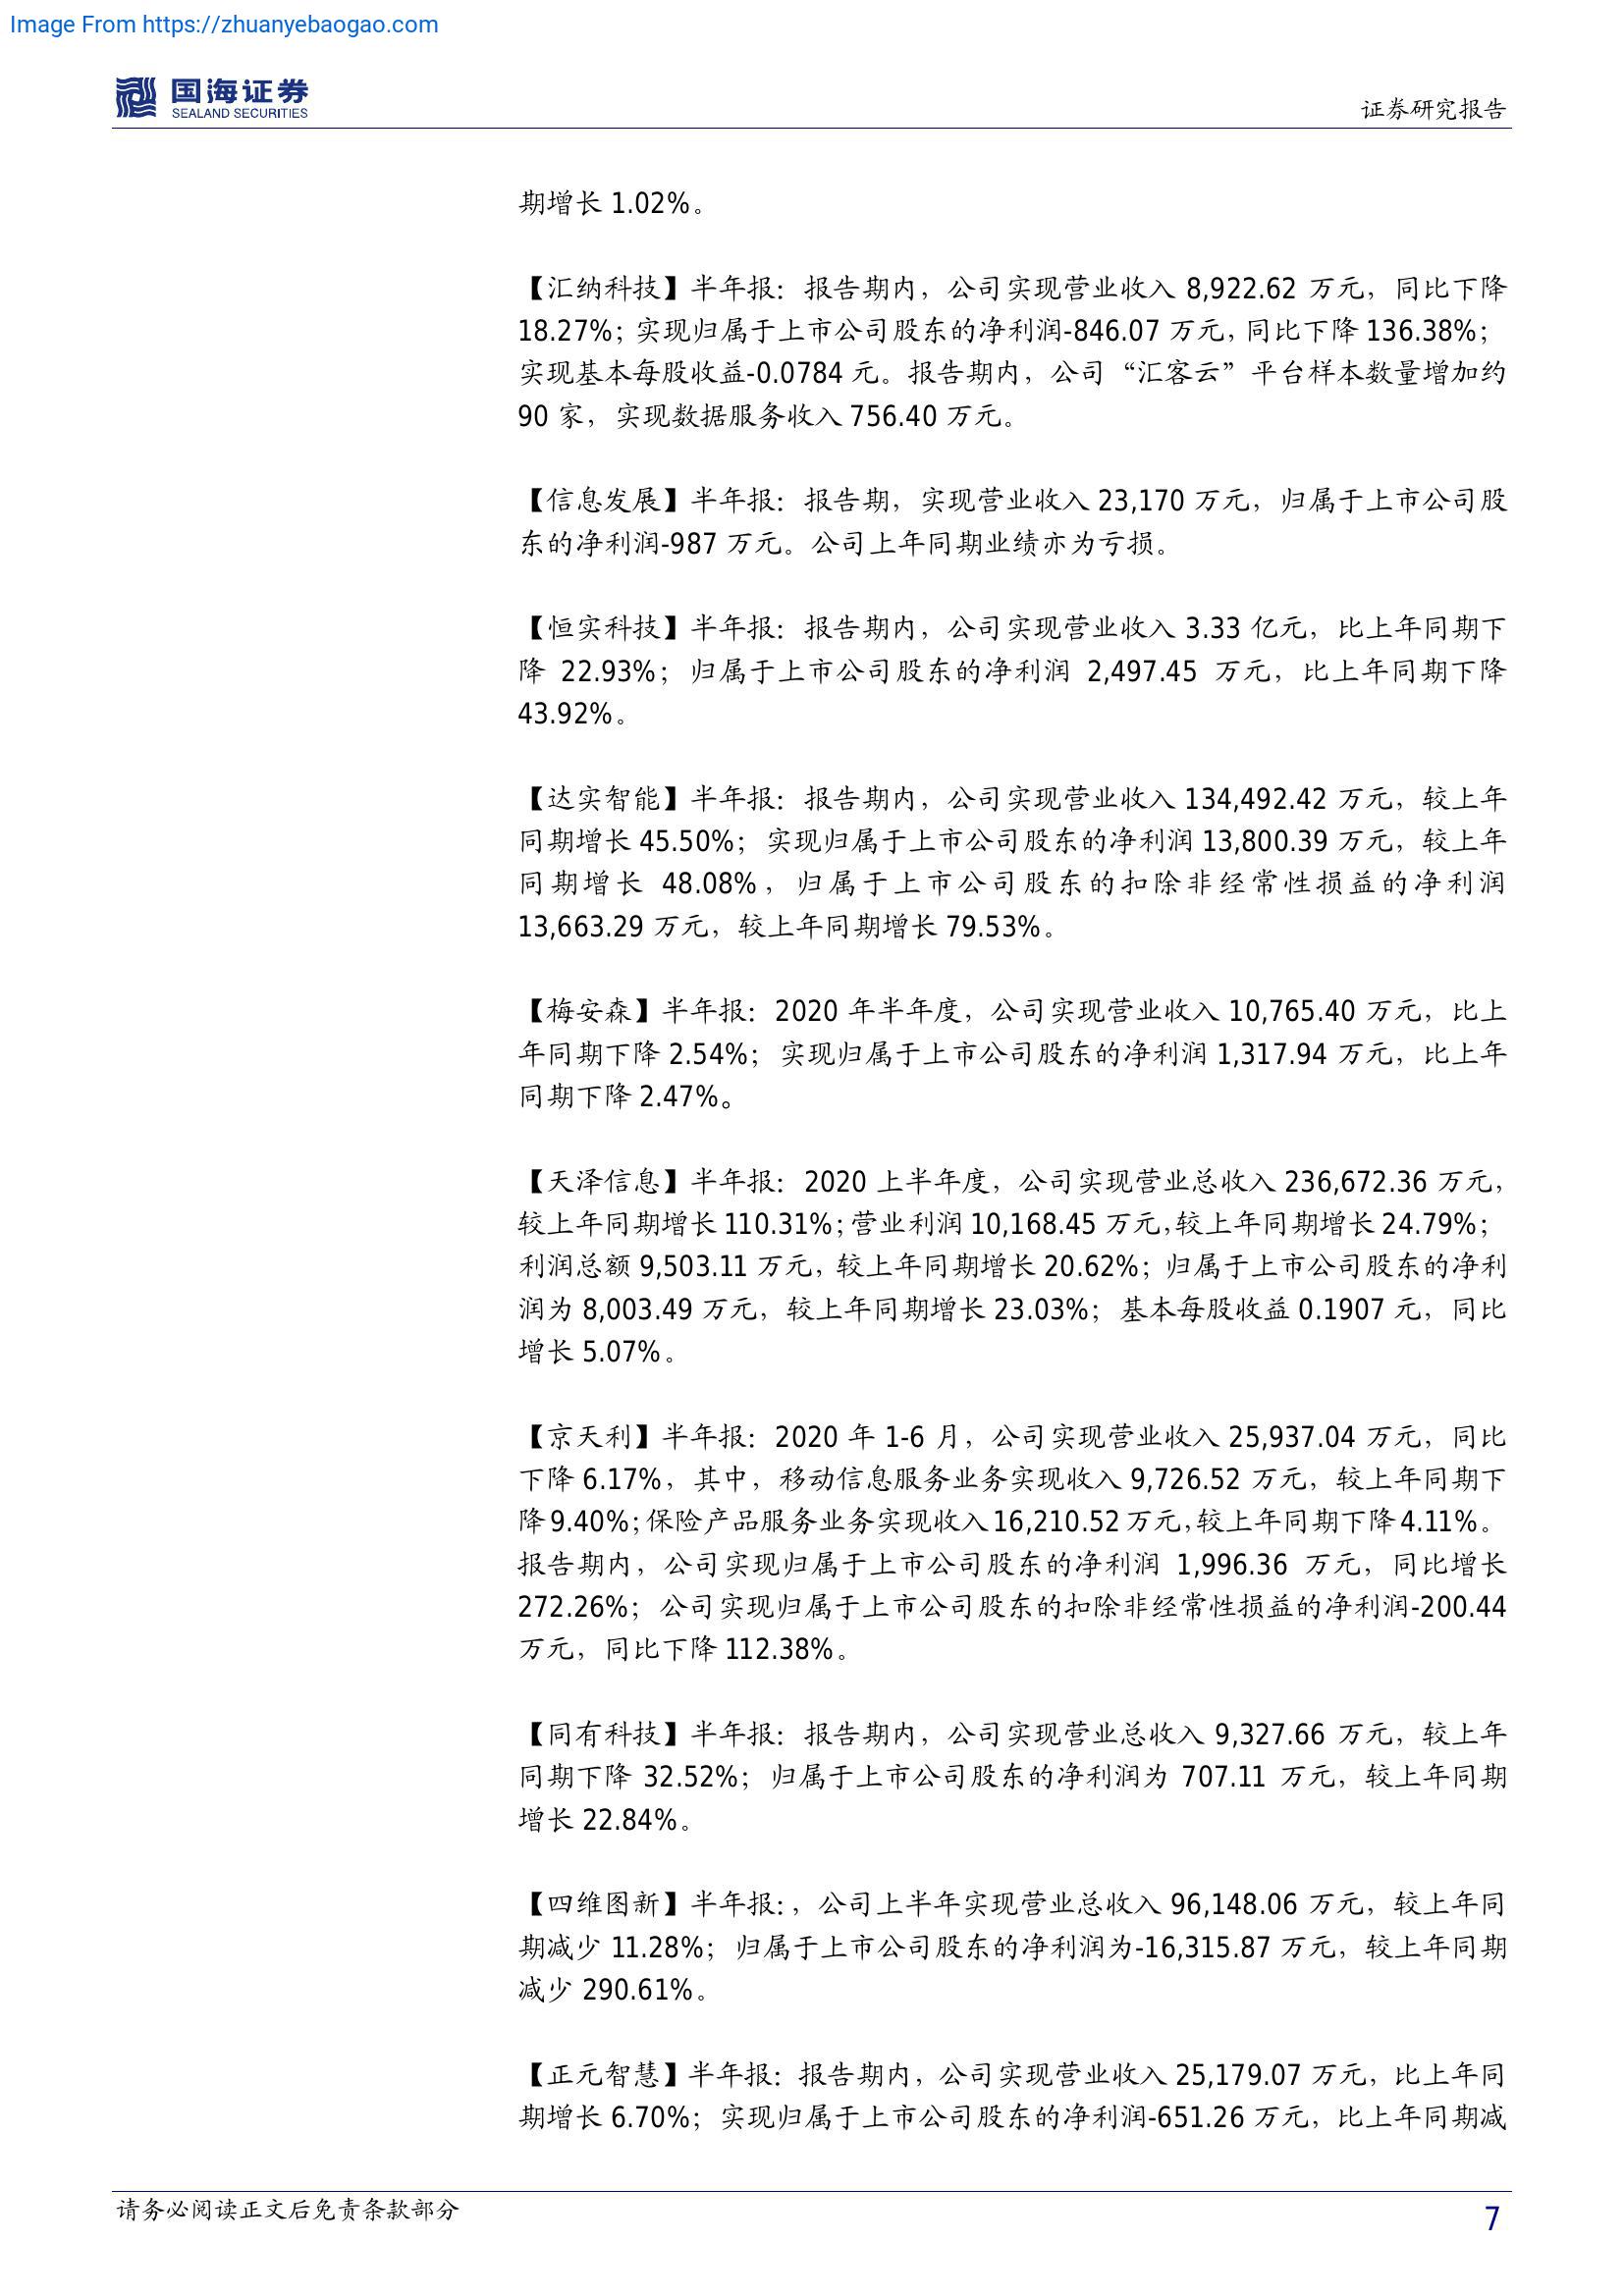 Image From https://zhuanyebaogao.com
国海证券
SEALAND SECURITIES
证券研究报告
期增长 1.02%。
【汇纳科技】半年报：报告期内，公司实现营业收入 8,922.62 万元，同比下降
18.27%；实现归属于上市公司股东的净利润-846.07 万元，同比下降 136.38%；
实现基本每股收益-0.0784 元。报告期内，公司“汇客云”平台样本数量增加约
90 家，实现数据服务收入 756.40 万元。
【信息发展】半年报：报告期，实现营业收入 23,170 万元，归属于上市公司股
东的净利润-987 万元。公司上年同期业绩亦为亏损。
【恒实科技】半年报：报告期内，公司实现营业收入 3.33 亿元，比上年同期下
降 22.93%；归属于上市公司股东的净利润 2,497.45 万元，比上年同期下降
43.92%。
【达实智能】半年报：报告期内，公司实现营业收入 134,492.42 万元，较上年
同期增长 45.50%；实现归属于上市公司股东的净利润 13,800.39 万元，较上年
同期增长 48.08%，归属于上市公司股东的扣除非经常性损益的净利润
13,663.29 万元，较上年同期增长 79.53%。
【梅安森】半年报：2020 年半年度，公司实现营业收入 10,765.40 万元，比上
年同期下降 2.54%；实现归属于上市公司股东的净利润 1,317.94 万元，比上年
同期下降 2.47%。
【天泽信息】半年报：2020 上半年度，公司实现营业总收入 236,672.36 万元，
较上年同期增长 110.31%；营业利润 10,168.45 万元，较上年同期增长 24.79%；
利润总额 9,503.11 万元，较上年同期增长 20.62%；归属于上市公司股东的净利
润为 8,003.49 万元，较上年同期增长 23.03%；基本每股收益 0.1907 元，同比
增长 5.07%。
【京天利】半年报：2020 年 1-6 月，公司实现营业收入 25,937.04 万元，同比
下降 6.17%，其中，移动信息服务业务实现收入 9,726.52 万元，较上年同期下
降 9.40%；保险产品服务业务实现收入 16,210.52 万元，较上年同期下降 4.11%。
报告期内，公司实现归属于上市公司股东的净利润 1,996.36 万元，同比增长
272.26%；公司实现归属于上市公司股东的扣除非经常性损益的净利润-200.44
万元，同比下降 112.38%。
【同有科技】半年报：报告期内，公司实现营业总收入 9,327.66 万元，较上年
同期下降 32.52%；归属于上市公司股东的净利润为 707.11 万元，较上年同期
增长 22.84%。
【四维图新】半年报：，公司上半年实现营业总收入 96,148.06 万元，较上年同
期减少 11.28%；归属于上市公司股东的净利润为-16,315.87 万元，较上年同期
减少 290.61%。
【正元智慧】半年报：报告期内，公司实现营业收入 25,179.07 万元，比上年同
期增长 6.70%；实现归属于上市公司股东的净利润-651.26 万元，比上年同期减
请务必阅读正文后免责条款部分
7